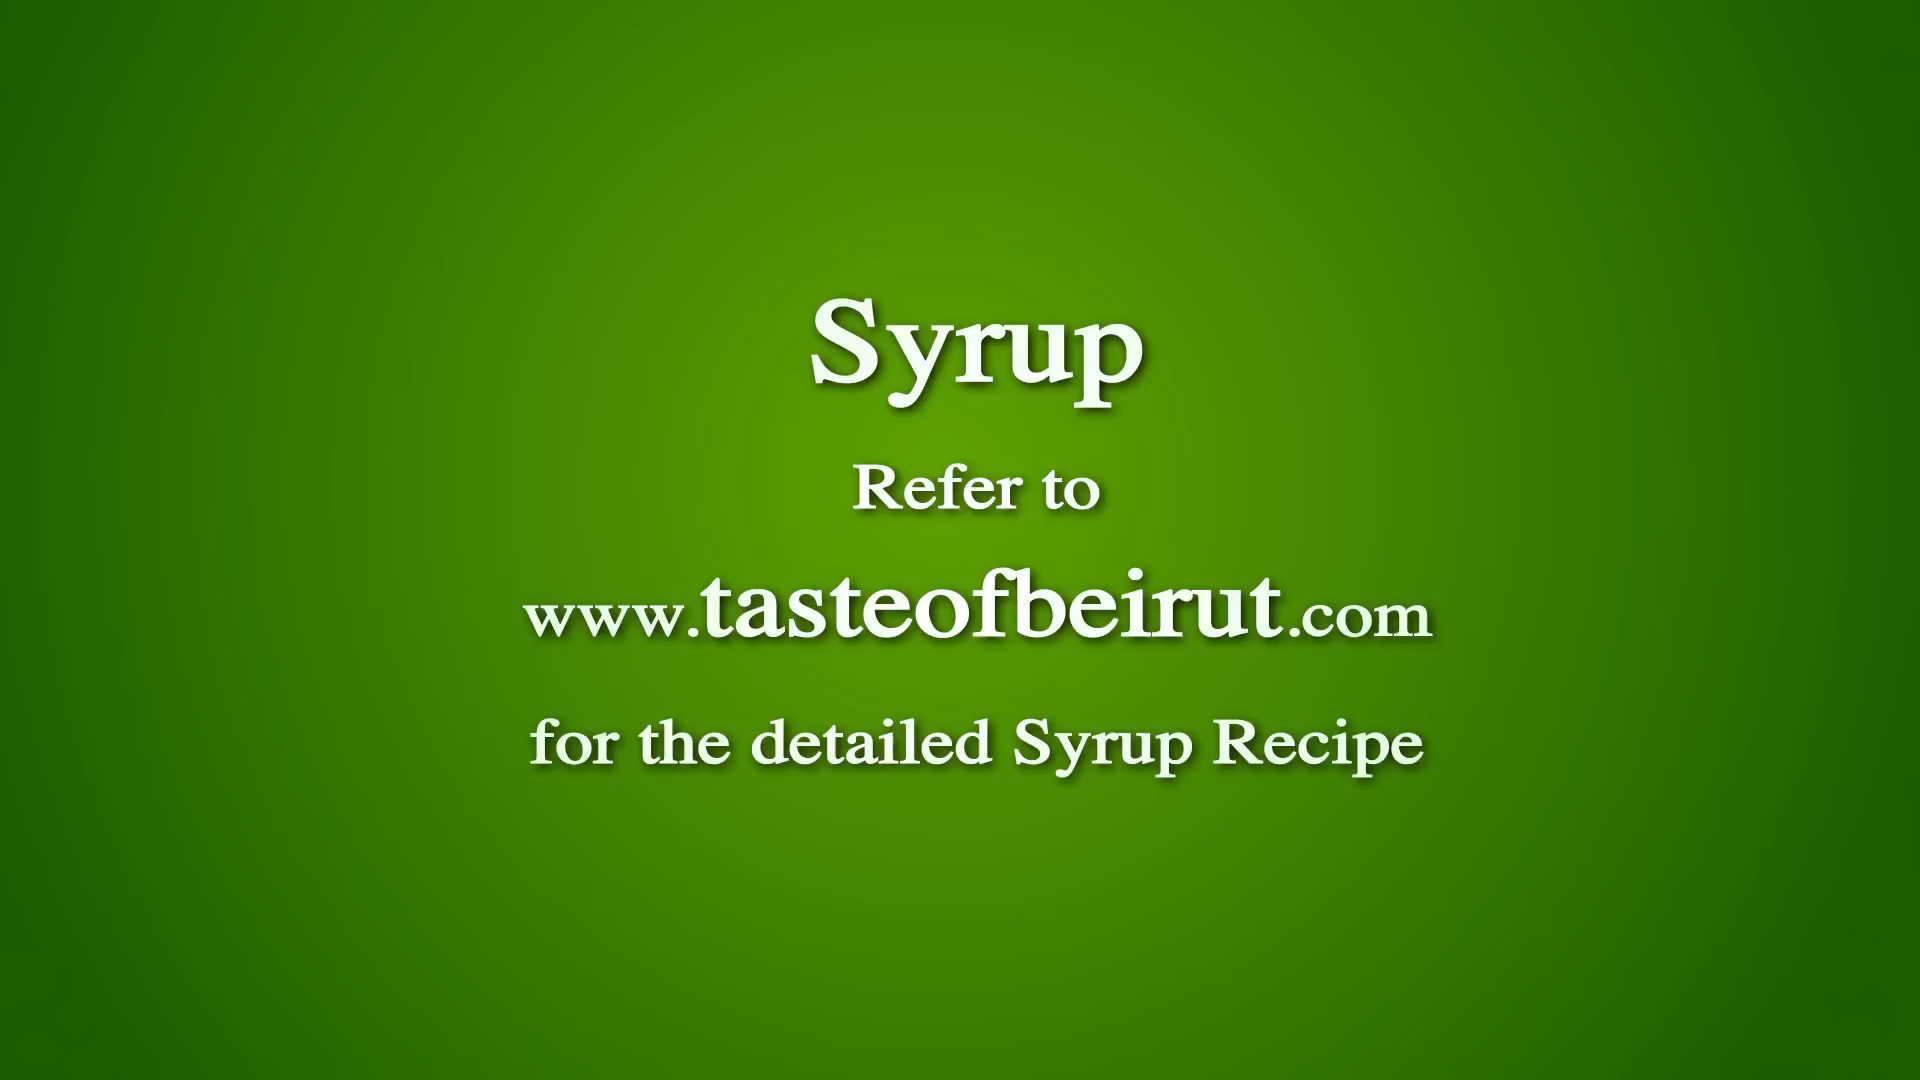 Syrup
Refer to
www.tasteofbeirut.com
for the detailed Syrup Recipe